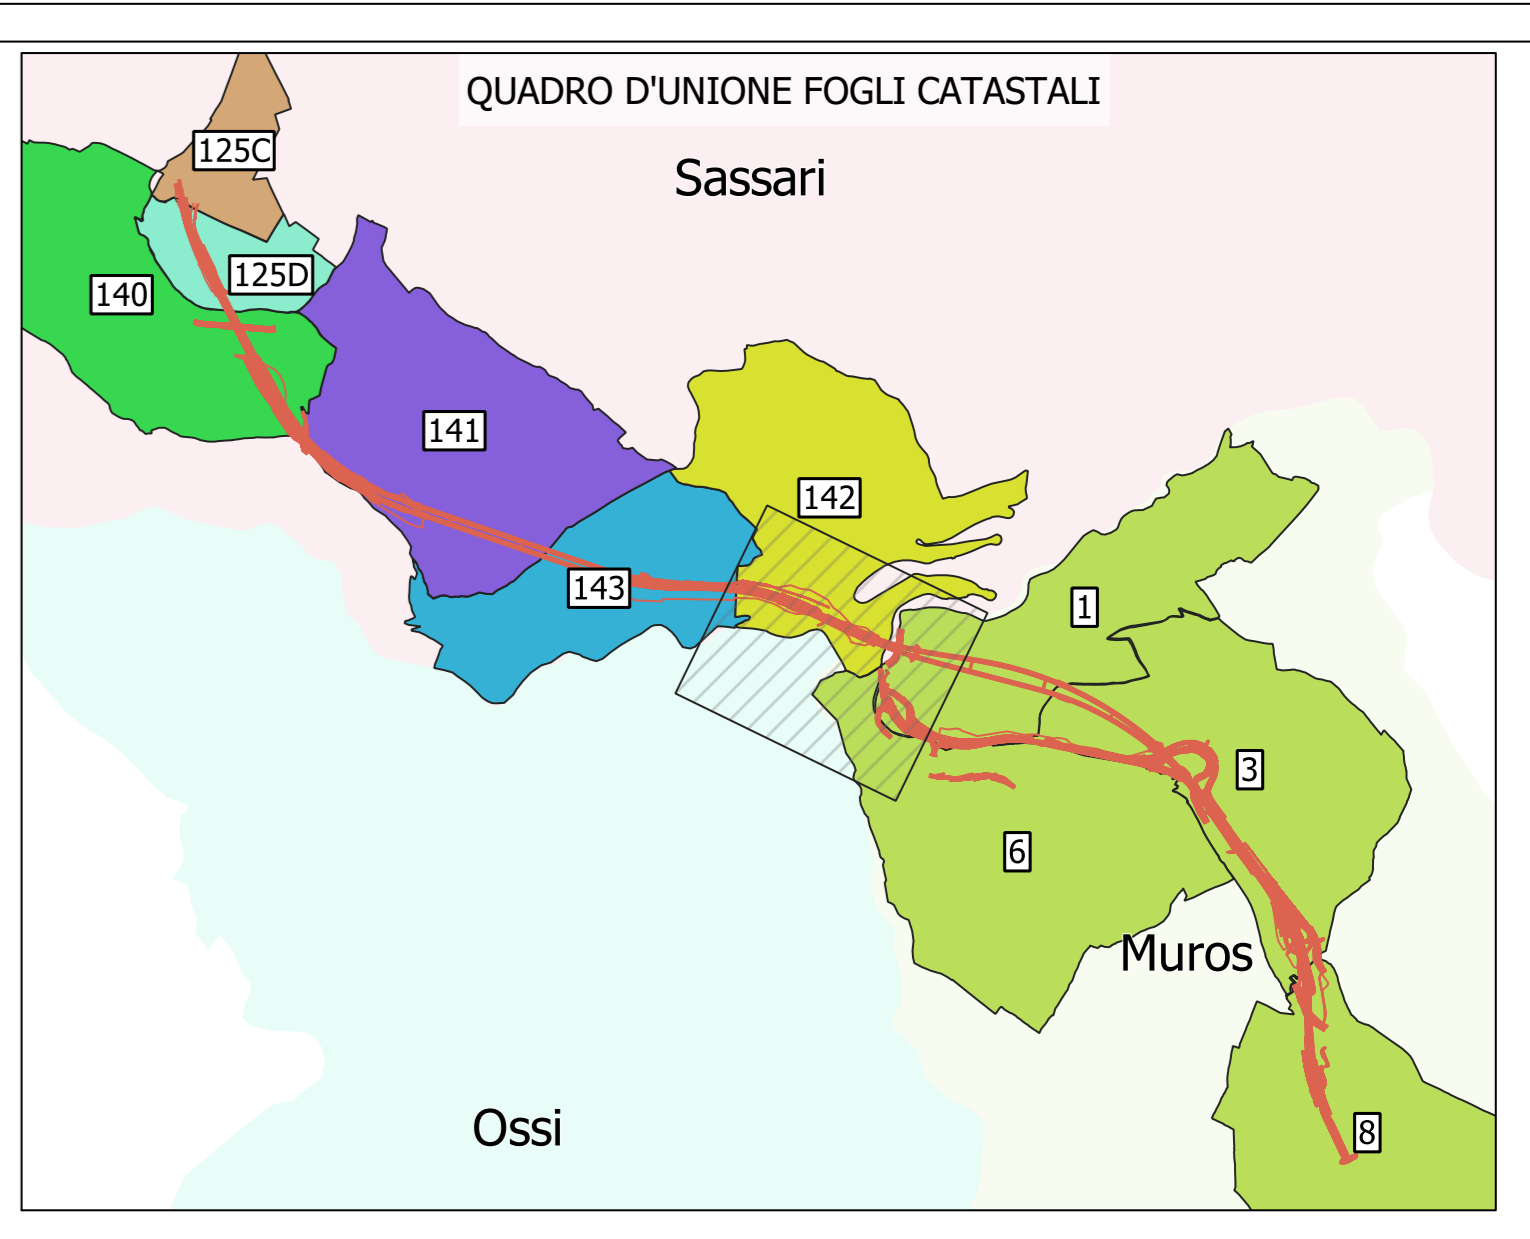 QUADRO D'UNIONE FOGLI CATASTALI
125C
Sassari
125D
140
141
142
143
1
3
6
Muros
Ossi
8